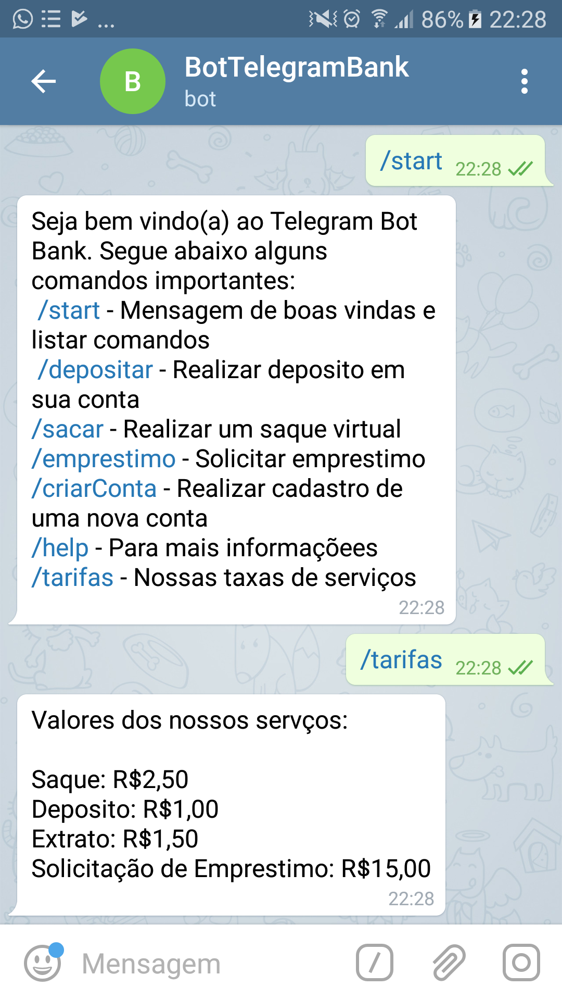 ... 86% 22:28
B BotTelegramBank
bot
/start 22:28
Seja bem vindo(a) ao Telegram Bot
Bank. Segue abaixo alguns
comandos importantes:
/start - Mensagem de boas vindas e
listar comandos
/depositar - Realizar deposito em
sua conta
/sacar - Realizar um saque virtual
/emprestimo - Solicitar emprestimo
/criarConta - Realizar cadastro de
uma nova conta
/help - Para mais informaçõees
/tarifas - Nossas taxas de serviços
22:28
/tarifas 22:28
Valores dos nossos servços:
Saque: R$2,50
Deposito: R$1,00
Extrato: R$1,50
Solicitação de Emprestimo: R$15,00
22:28
Mensagem